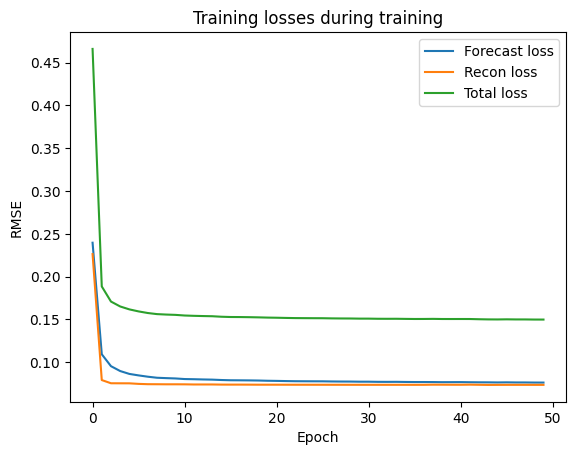 Training losses during training
Forecast loss
Recon loss
Total loss
0.45
0.40
0.35
0.30
0.25
0.20
0.15
0.10
RMSE
0
10
20
30
40
50
Epoch